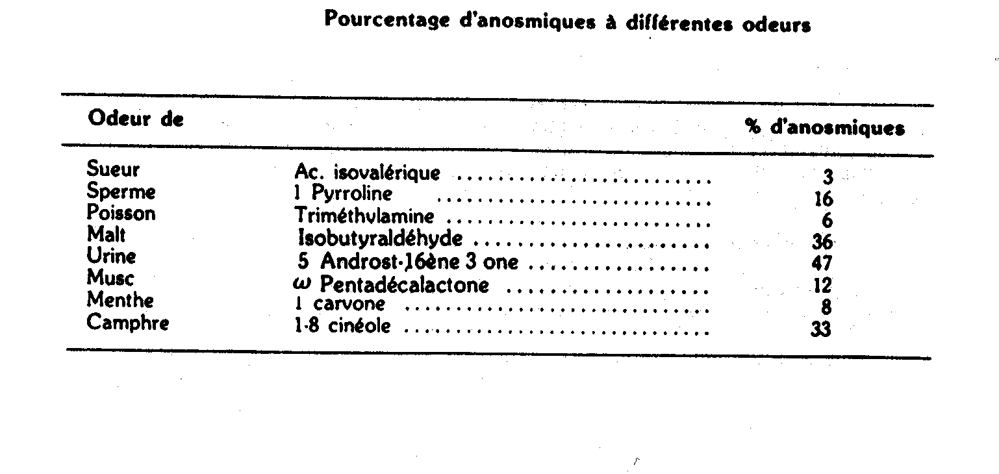 Pourcentage d'anosmiques à différentes odeurs
Odeur de % d'anosmiques
Sueur Ac. isovalérique ......................... 3
Sperme 1 Pyrroline ........................... 16
Poisson Triméthylamine .......................... 6
Malt Isobutyraldéhyde ...................... 36
Urine 5 Androst-16ène 3 one ................. 47
Musc ω Pentadécalactone .................... 12
Menthe l carvone .............................. 8
Camphre 1-8 cinéole .............................. 33